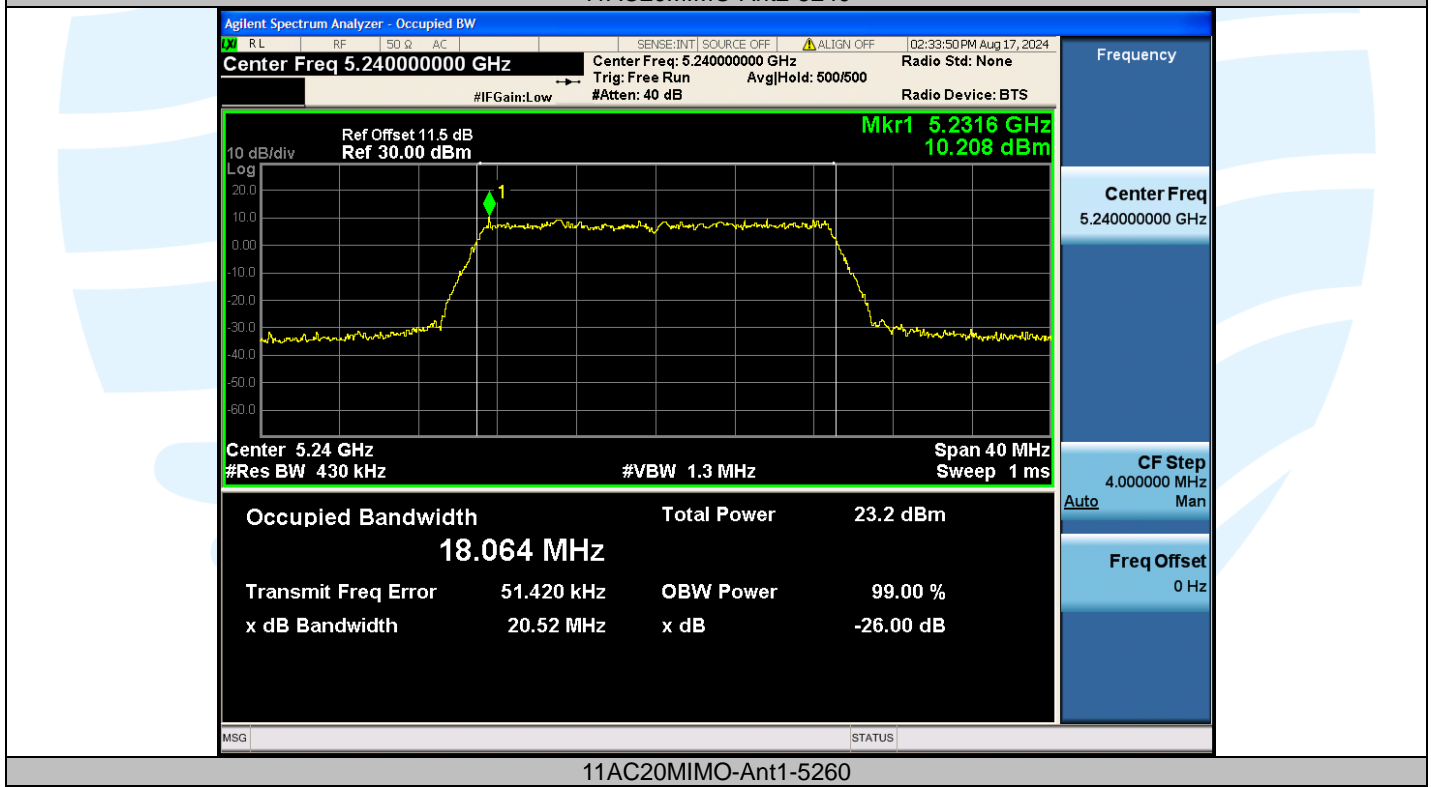 Agilent Spectrum Analyzer - Occupied BW
LXI RL RF 50 Ω AC SENSE:INT SOURCE OFF ALIGN OFF 02:33:50 PM Aug 17, 2024
Center Freq 5.240000000 GHz
Center Freq: 5.240000000 GHz Radio Std: None
Trig: Free Run Avg|Hold: 500/500
#IFGain:Low #Atten: 40 dB Radio Device: BTS
Ref Offset 11.5 dB Mkr1 5.2316 GHz
10 dB/div Ref 30.00 dBm 10.208 dBm
Log
20.0
1
10.0
0.00
-10.0
-20.0
-30.0
-40.0
-50.0
-60.0
Center 5.24 GHz Span 40 MHz
#Res BW 430 kHz #VBW 1.3 MHz Sweep 1 ms
Occupied Bandwidth Total Power 23.2 dBm
18.064 MHz
Transmit Freq Error 51.420 kHz OBW Power 99.00 %
x dB Bandwidth 20.52 MHz x dB -26.00 dB
MSG STATUS
Frequency
Center Freq
5.240000000 GHz
CF Step
4.000000 MHz
Auto Man
Freq Offset
0 Hz
11AC20MIMO-Ant1-5260